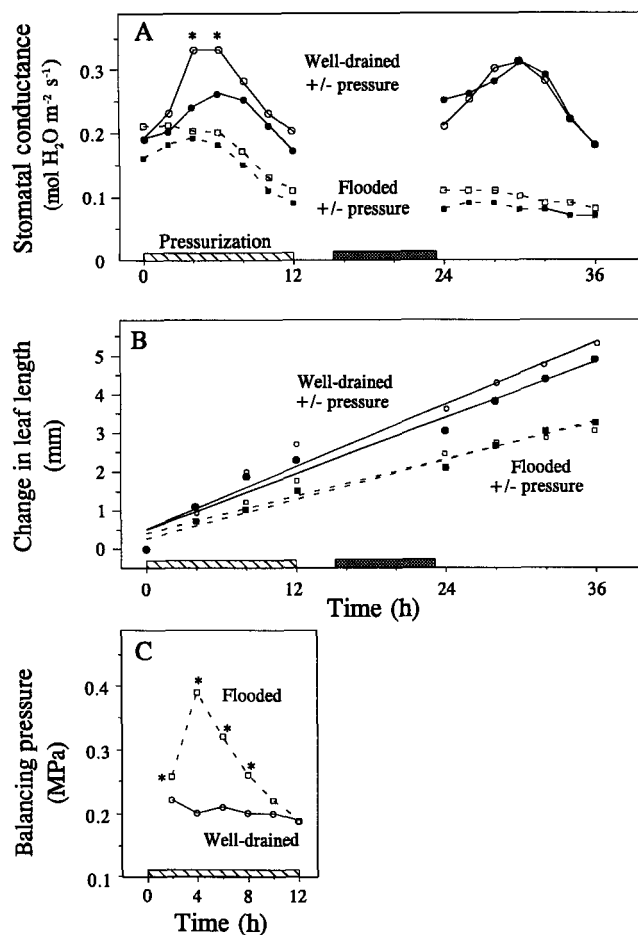 A
Stomatal conductance
(mol H₂O m⁻² s⁻¹)
0.3
0.2
0.1
0
* *
Well-drained
+/- pressure
Flooded
+/- pressure
Pressurization
0
12
24
36
B
Change in leaf length
(mm)
5
4
3
2
1
0
Well-drained
+/- pressure
Flooded
+/- pressure
0
12
24
36
Time (h)
C
Balancing pressure
(MPa)
0.4
0.3
0.2
0.1
*
*
*
*
Flooded
Well-drained
0
4
8
12
Time (h)